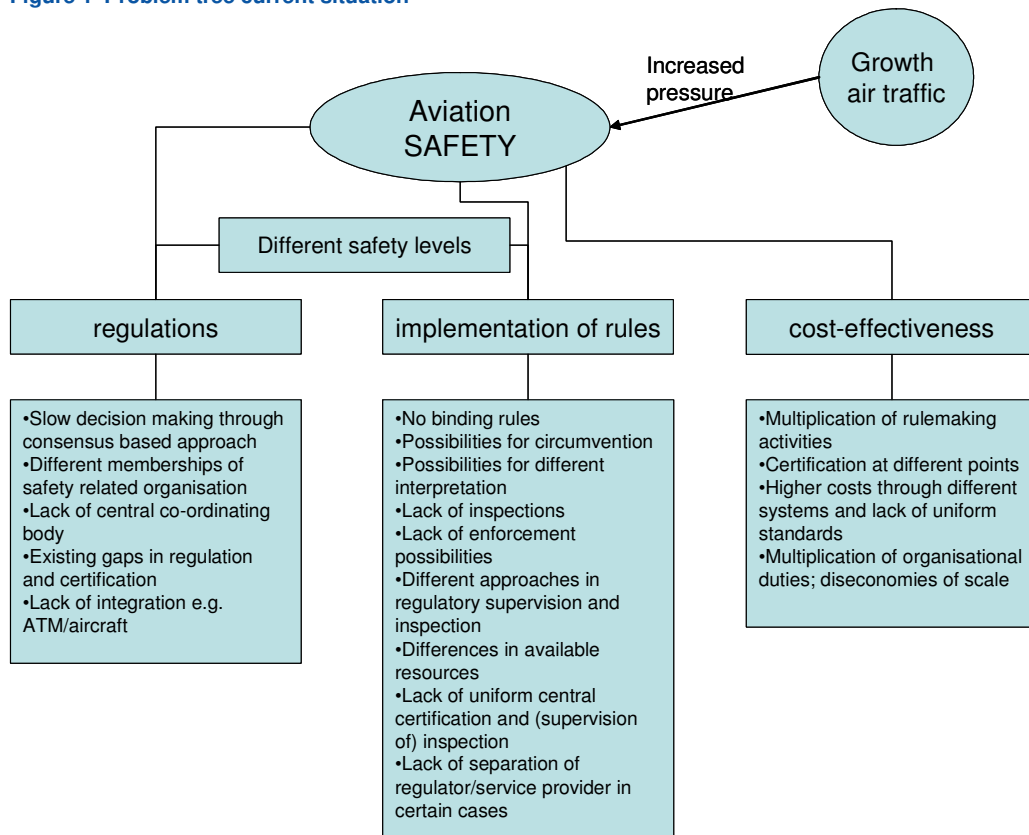 Figure 1 Problem tree current situation
Growth
air traffic
Increased
pressure
Aviation
SAFETY
Different safety levels
regulations
implementation of rules
cost-effectiveness
•Slow decision making through
consensus based approach
•Different memberships of
safety related organisation
•Lack of central co-ordinating
body
•Existing gaps in regulation
and certification
•Lack of integration e.g.
ATM/aircraft
•No binding rules
•Possibilities for circumvention
•Possibilities for different
interpretation
•Lack of inspections
•Lack of enforcement
possibilities
•Different approaches in
regulatory supervision and
inspection
•Differences in available
resources
•Lack of uniform central
certification and (supervision
of) inspection
•Lack of separation of
regulator/service provider in
certain cases
•Multiplication of rulemaking
activities
•Certification at different points
•Higher costs through different
systems and lack of uniform
standards
•Multiplication of organisational
duties; diseconomies of scale